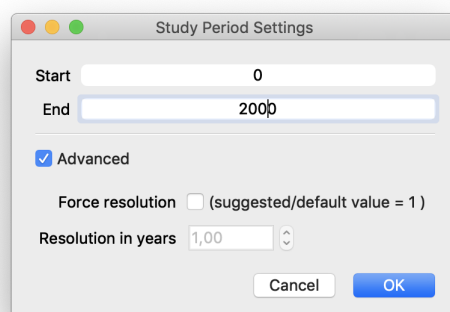 Study Period Settings
Start 0
End 2000
Advanced
Force resolution (suggested/default value = 1 )
Resolution in years 1,00
Cancel OK